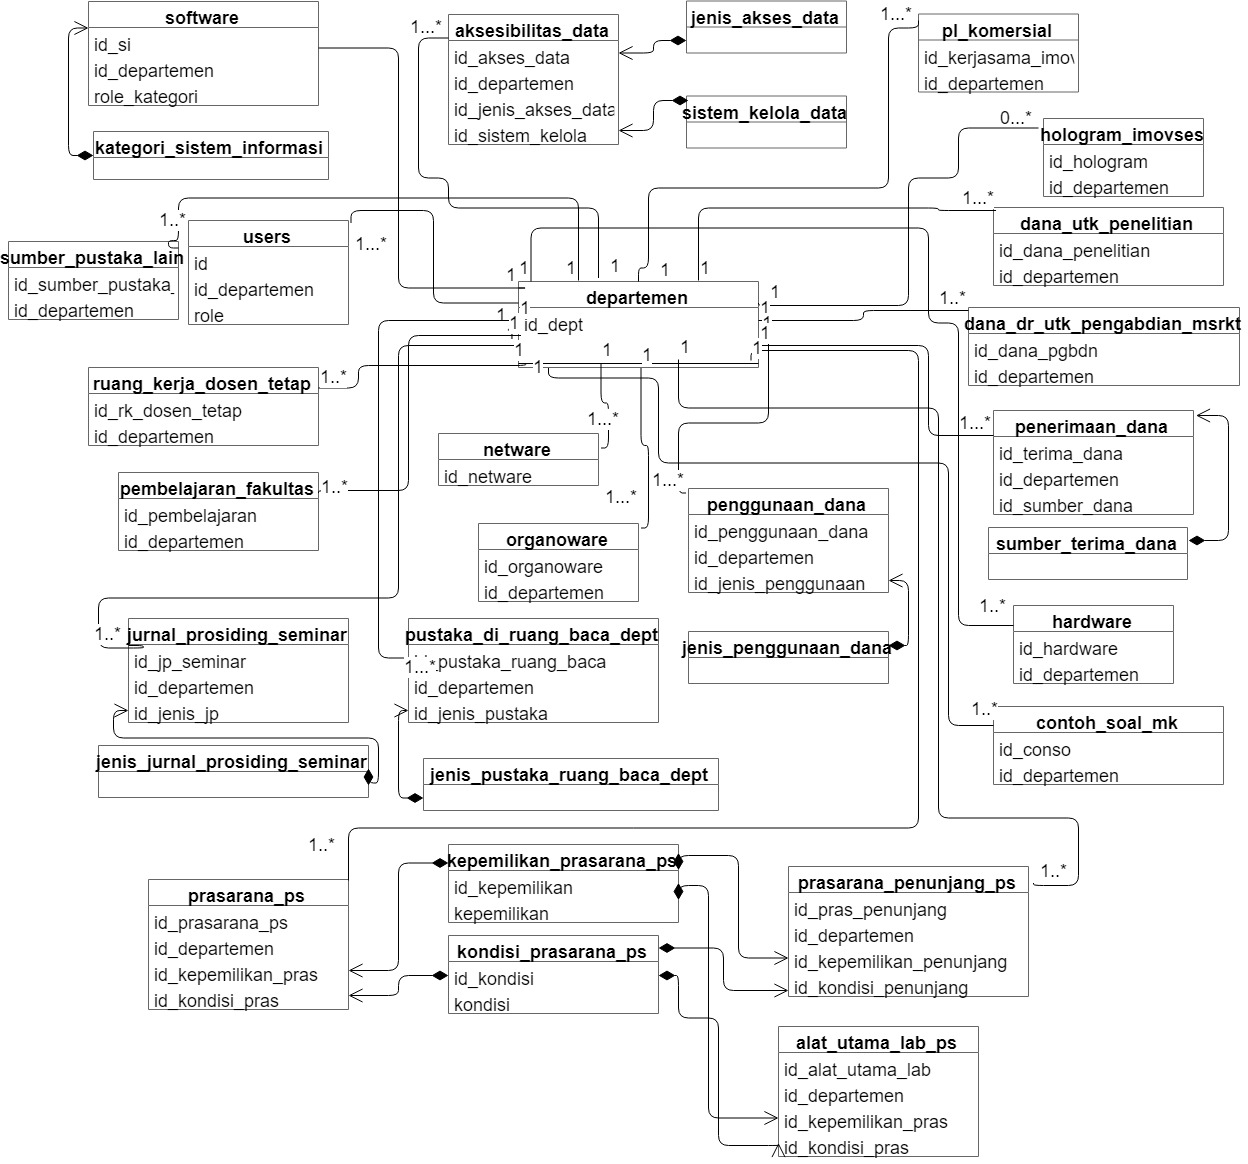 software
id_si
id_departemen
role_kategori
kategori_sistem_informasi
1...*
aksesibilitas_data
id_akses_data
id_departemen
id_jenis_akses_data
id_sistem_kelola
jenis_akses_data
sistem_kelola_data
1...*
pl_komersial
id_kerjasama_imov
id_departemen
0...*
hologram_imovses
id_hologram
id_departemen
1..*
sumber_pustaka_lain
id_sumber_pustaka_
id_departemen
users
id
id_departemen
role
1...*
1...*
dana_utk_penelitian
id_dana_penelitian
id_departemen
1
1
1
1
1
1
1
departemen
id_dept
1
1
1
1
1
1
1
1
1
1
1
1
1
1..*
dana_dr_utk_pengabdian_msrkt
id_dana_pgbdn
id_departemen
ruang_kerja_dosen_tetap
id_rk_dosen_tetap
id_departemen
1..*
1...*
netware
id_netware
1...*
penerimaan_dana
id_terima_dana
id_departemen
id_sumber_dana
sumber_terima_dana
pembelajaran_fakultas
id_pembelajaran
id_departemen
1..*
1...*
organoware
id_organoware
id_departemen
1...*
penggunaan_dana
id_penggunaan_dana
id_departemen
id_jenis_penggunaan
jenis_penggunaan_dana
1..*
hardware
id_hardware
id_departemen
1..*
jurnal_prosiding_seminar
id_jp_seminar
id_departemen
id_jenis_jp
jenis_jurnal_prosiding_seminar
pustaka_di_ruang_baca_dept
1...*
_pustaka_ruang_baca
id_departemen
id_jenis_pustaka
jenis_pustaka_ruang_baca_dept
1..*
contoh_soal_mk
id_conso
id_departemen
1..*
prasarana_ps
id_prasarana_ps
id_departemen
id_kepemilikan_pras
id_kondisi_pras
kepemilikan_prasarana_ps
id_kepemilikan
kepemilikan
kondisi_prasarana_ps
id_kondisi
kondisi
1..*
prasarana_penunjang_ps
id_pras_penunjang
id_departemen
id_kepemilikan_penunjang
id_kondisi_penunjang
alat_utama_lab_ps
id_alat_utama_lab
id_departemen
id_kepemilikan_pras
id_kondisi_pras